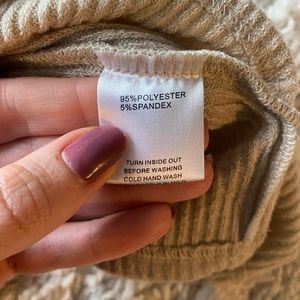 95%POLYESTER
5%SPANDEX
TURN INSIDE OUT
BEFORE WASHING
COLD HAND WASH